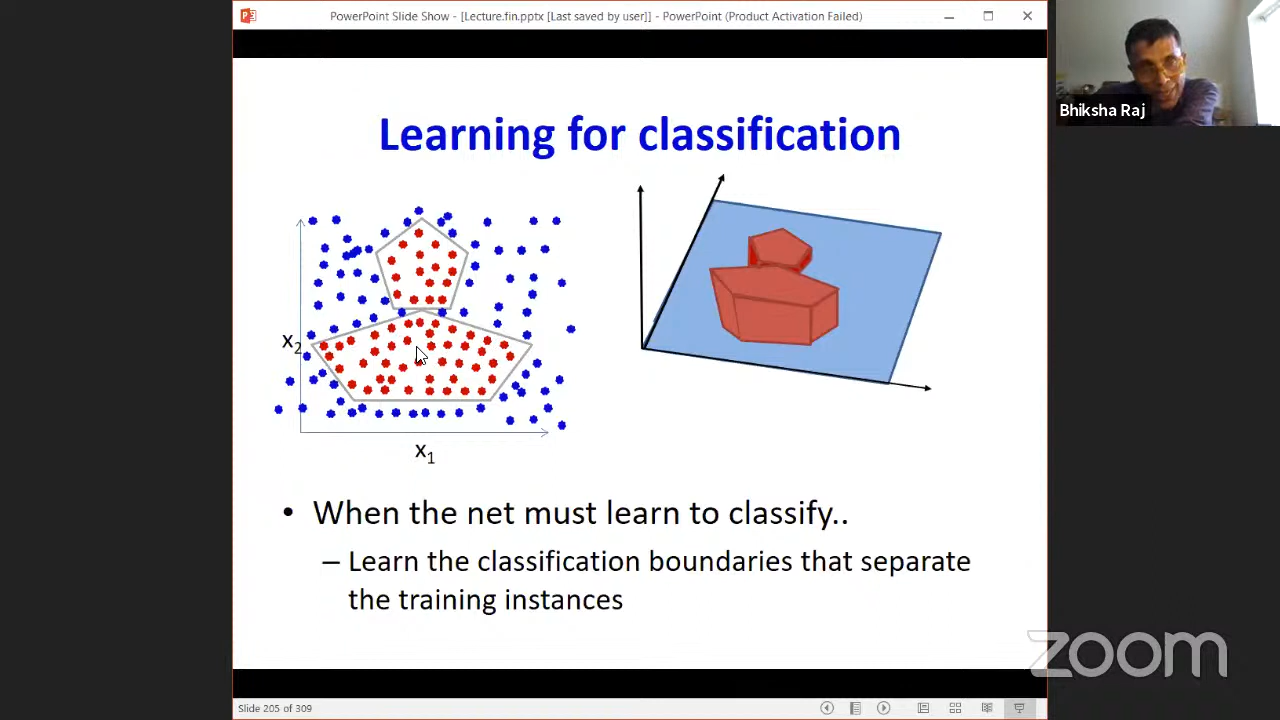 PowerPoint Slide Show - [Lecture.fin.pptx [Last saved by user]] - PowerPoint (Product Activation Failed)
Bhiksha Raj
Learning for classification
x2
x1
• When the net must learn to classify..
– Learn the classification boundaries that separate
the training instances
zoom
Slide 205 of 309